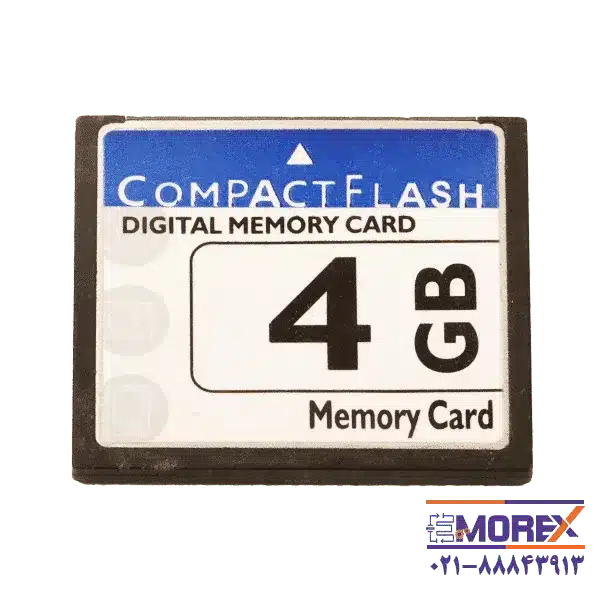 COMPACTFLASH
DIGITAL MEMORY CARD
4 GB
Memory Card
MOREX
۰۲۱-۸۸۸۴۳۹۱۳